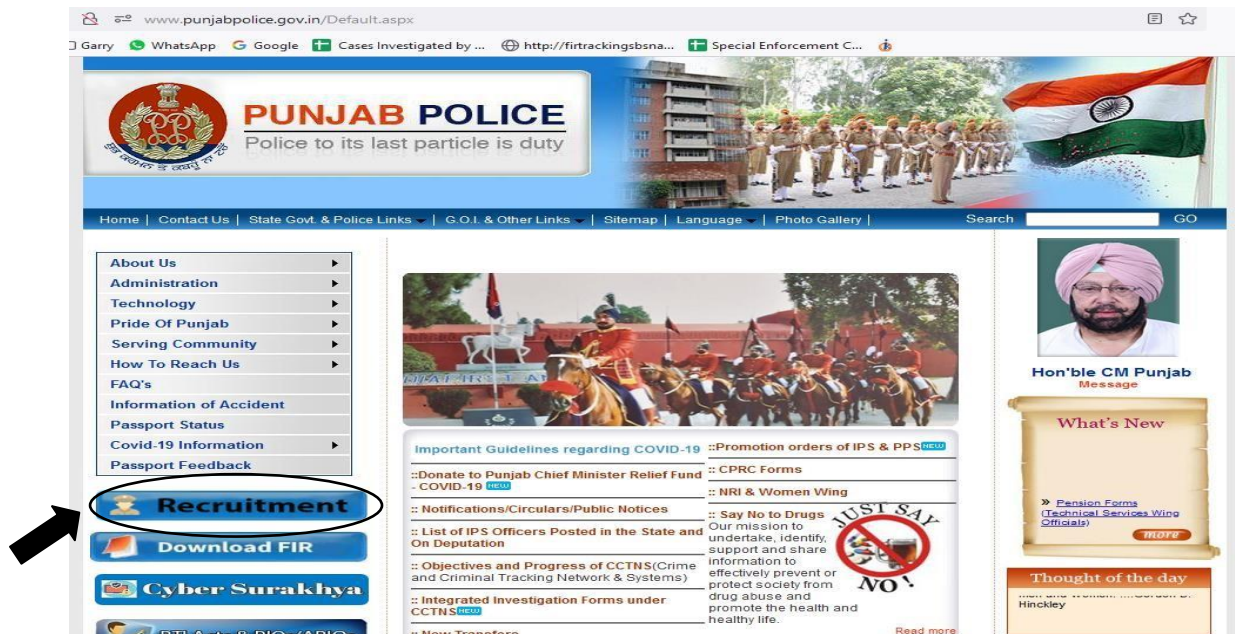 www.punjabpolice.gov.in/Default.aspx
Garry WhatsApp Google Cases Investigated by ... http://firtrackingsbsna... Special Enforcement C...
PUNJAB POLICE
Police to its last particle is duty
Home | Contact Us | State Govt. & Police Links | G.O.I. & Other Links | Sitemap | Language | Photo Gallery | Search GO
About Us
Administration
Technology
Pride Of Punjab
Serving Community
How To Reach Us
FAQ's
Information of Accident
Passport Status
Covid-19 Information
Passport Feedback
Recruitment
Download FIR
Cyber Surakhya
Important Guidelines regarding COVID-19
::Donate to Punjab Chief Minister Relief Fund
- COVID-19 NEW
:: Notifications/Circulars/Public Notices
:: List of IPS Officers Posted in the State and
On Deputation
:: Objectives and Progress of CCTNS(Crime
and Criminal Tracking Network & Systems)
:: Integrated Investigation Forms under
CCTNS NEW
:: New Transfers
::Promotion orders of IPS & PPS NEW
:: CPRC Forms
:: NRI & Women Wing
:: Say No to Drugs
Our mission to
undertake, identify,
support and share
information to
effectively prevent or
protect society from
drug abuse and
promote the health and
healthy life.
JUST SAY
NO!
Read more
Hon'ble CM Punjab
Message
What's New
» Pension Forms
(Technical Services Wing
Officials)
more
Thought of the day
Hinckley